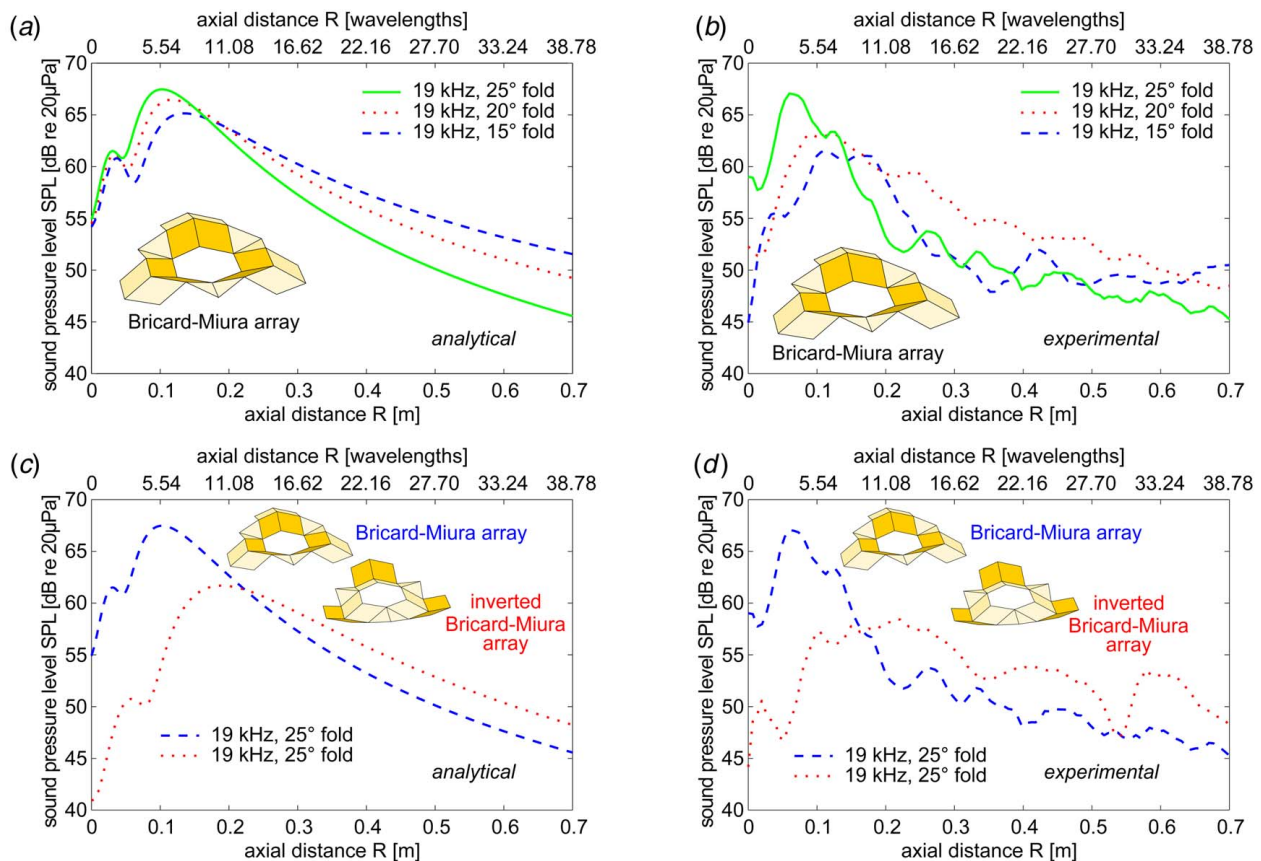 (a)
axial distance R [wavelengths]
0 5.54 11.08 16.62 22.16 27.70 33.24 38.78
sound pressure level SPL [dB re 20µPa]
70
65
60
55
50
45
40
19 kHz, 25° fold
19 kHz, 20° fold
19 kHz, 15° fold
Bricard-Miura array
analytical
0 0.1 0.2 0.3 0.4 0.5 0.6 0.7
axial distance R [m]
(b)
axial distance R [wavelengths]
0 5.54 11.08 16.62 22.16 27.70 33.24 38.78
sound pressure level SPL [dB re 20µPa]
70
65
60
55
50
45
40
19 kHz, 25° fold
19 kHz, 20° fold
19 kHz, 15° fold
Bricard-Miura array
experimental
0 0.1 0.2 0.3 0.4 0.5 0.6 0.7
axial distance R [m]
(c)
axial distance R [wavelengths]
0 5.54 11.08 16.62 22.16 27.70 33.24 38.78
sound pressure level SPL [dB re 20µPa]
70
65
60
55
50
45
40
Bricard-Miura array
inverted
Bricard-Miura
array
19 kHz, 25° fold
19 kHz, 25° fold
analytical
0 0.1 0.2 0.3 0.4 0.5 0.6 0.7
axial distance R [m]
(d)
axial distance R [wavelengths]
0 5.54 11.08 16.62 22.16 27.70 33.24 38.78
sound pressure level SPL [dB re 20µPa]
70
65
60
55
50
45
40
Bricard-Miura array
inverted
Bricard-Miura
array
19 kHz, 25° fold
19 kHz, 25° fold
experimental
0 0.1 0.2 0.3 0.4 0.5 0.6 0.7
axial distance R [m]